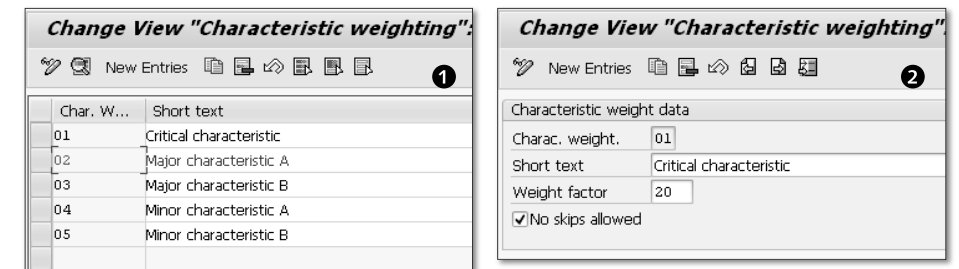 Change View "Characteristic weighting":
New Entries
1
Char. W... Short text
01 Critical characteristic
02 Major characteristic A
03 Major characteristic B
04 Minor characteristic A
05 Minor characteristic B
Change View "Characteristic weighting"
New Entries
2
Characteristic weight data
Charac. weight. 01
Short text Critical characteristic
Weight factor 20
No skips allowed